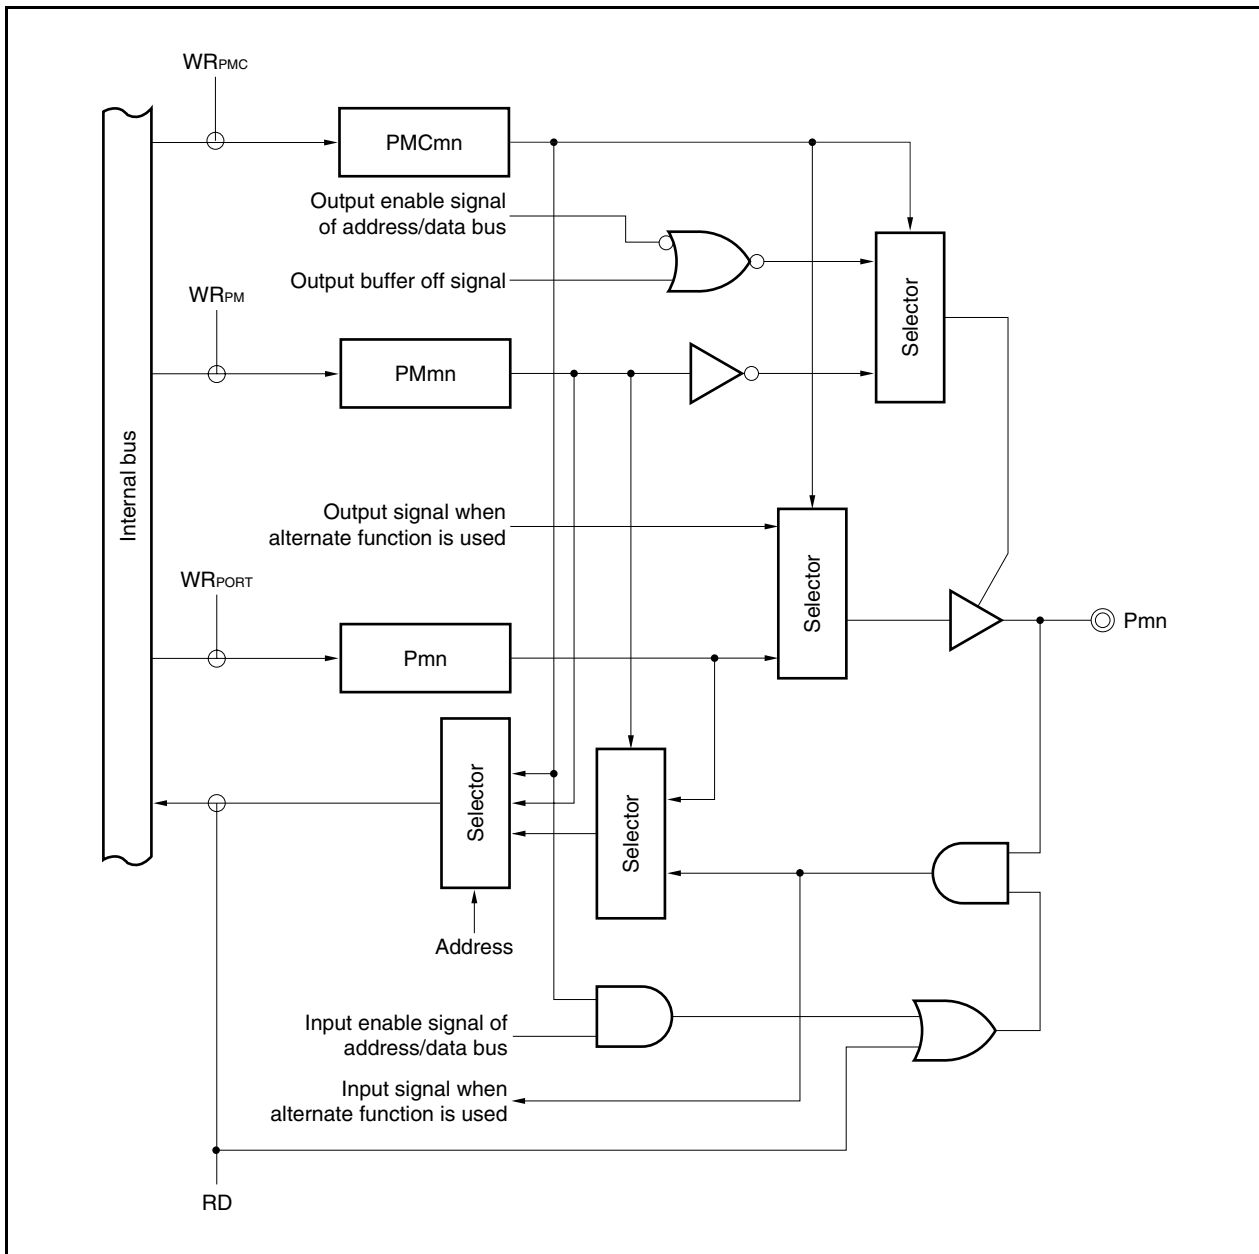 WRPMC
PMCmn
Output enable signal
of address/data bus
Output buffer off signal
Selector
WRPM
PMmn
Internal bus
Output signal when
alternate function is used
Selector
WRPORT
Pmn
Pmn
Selector
Selector
Address
Input enable signal of
address/data bus
Input signal when
alternate function is used
RD